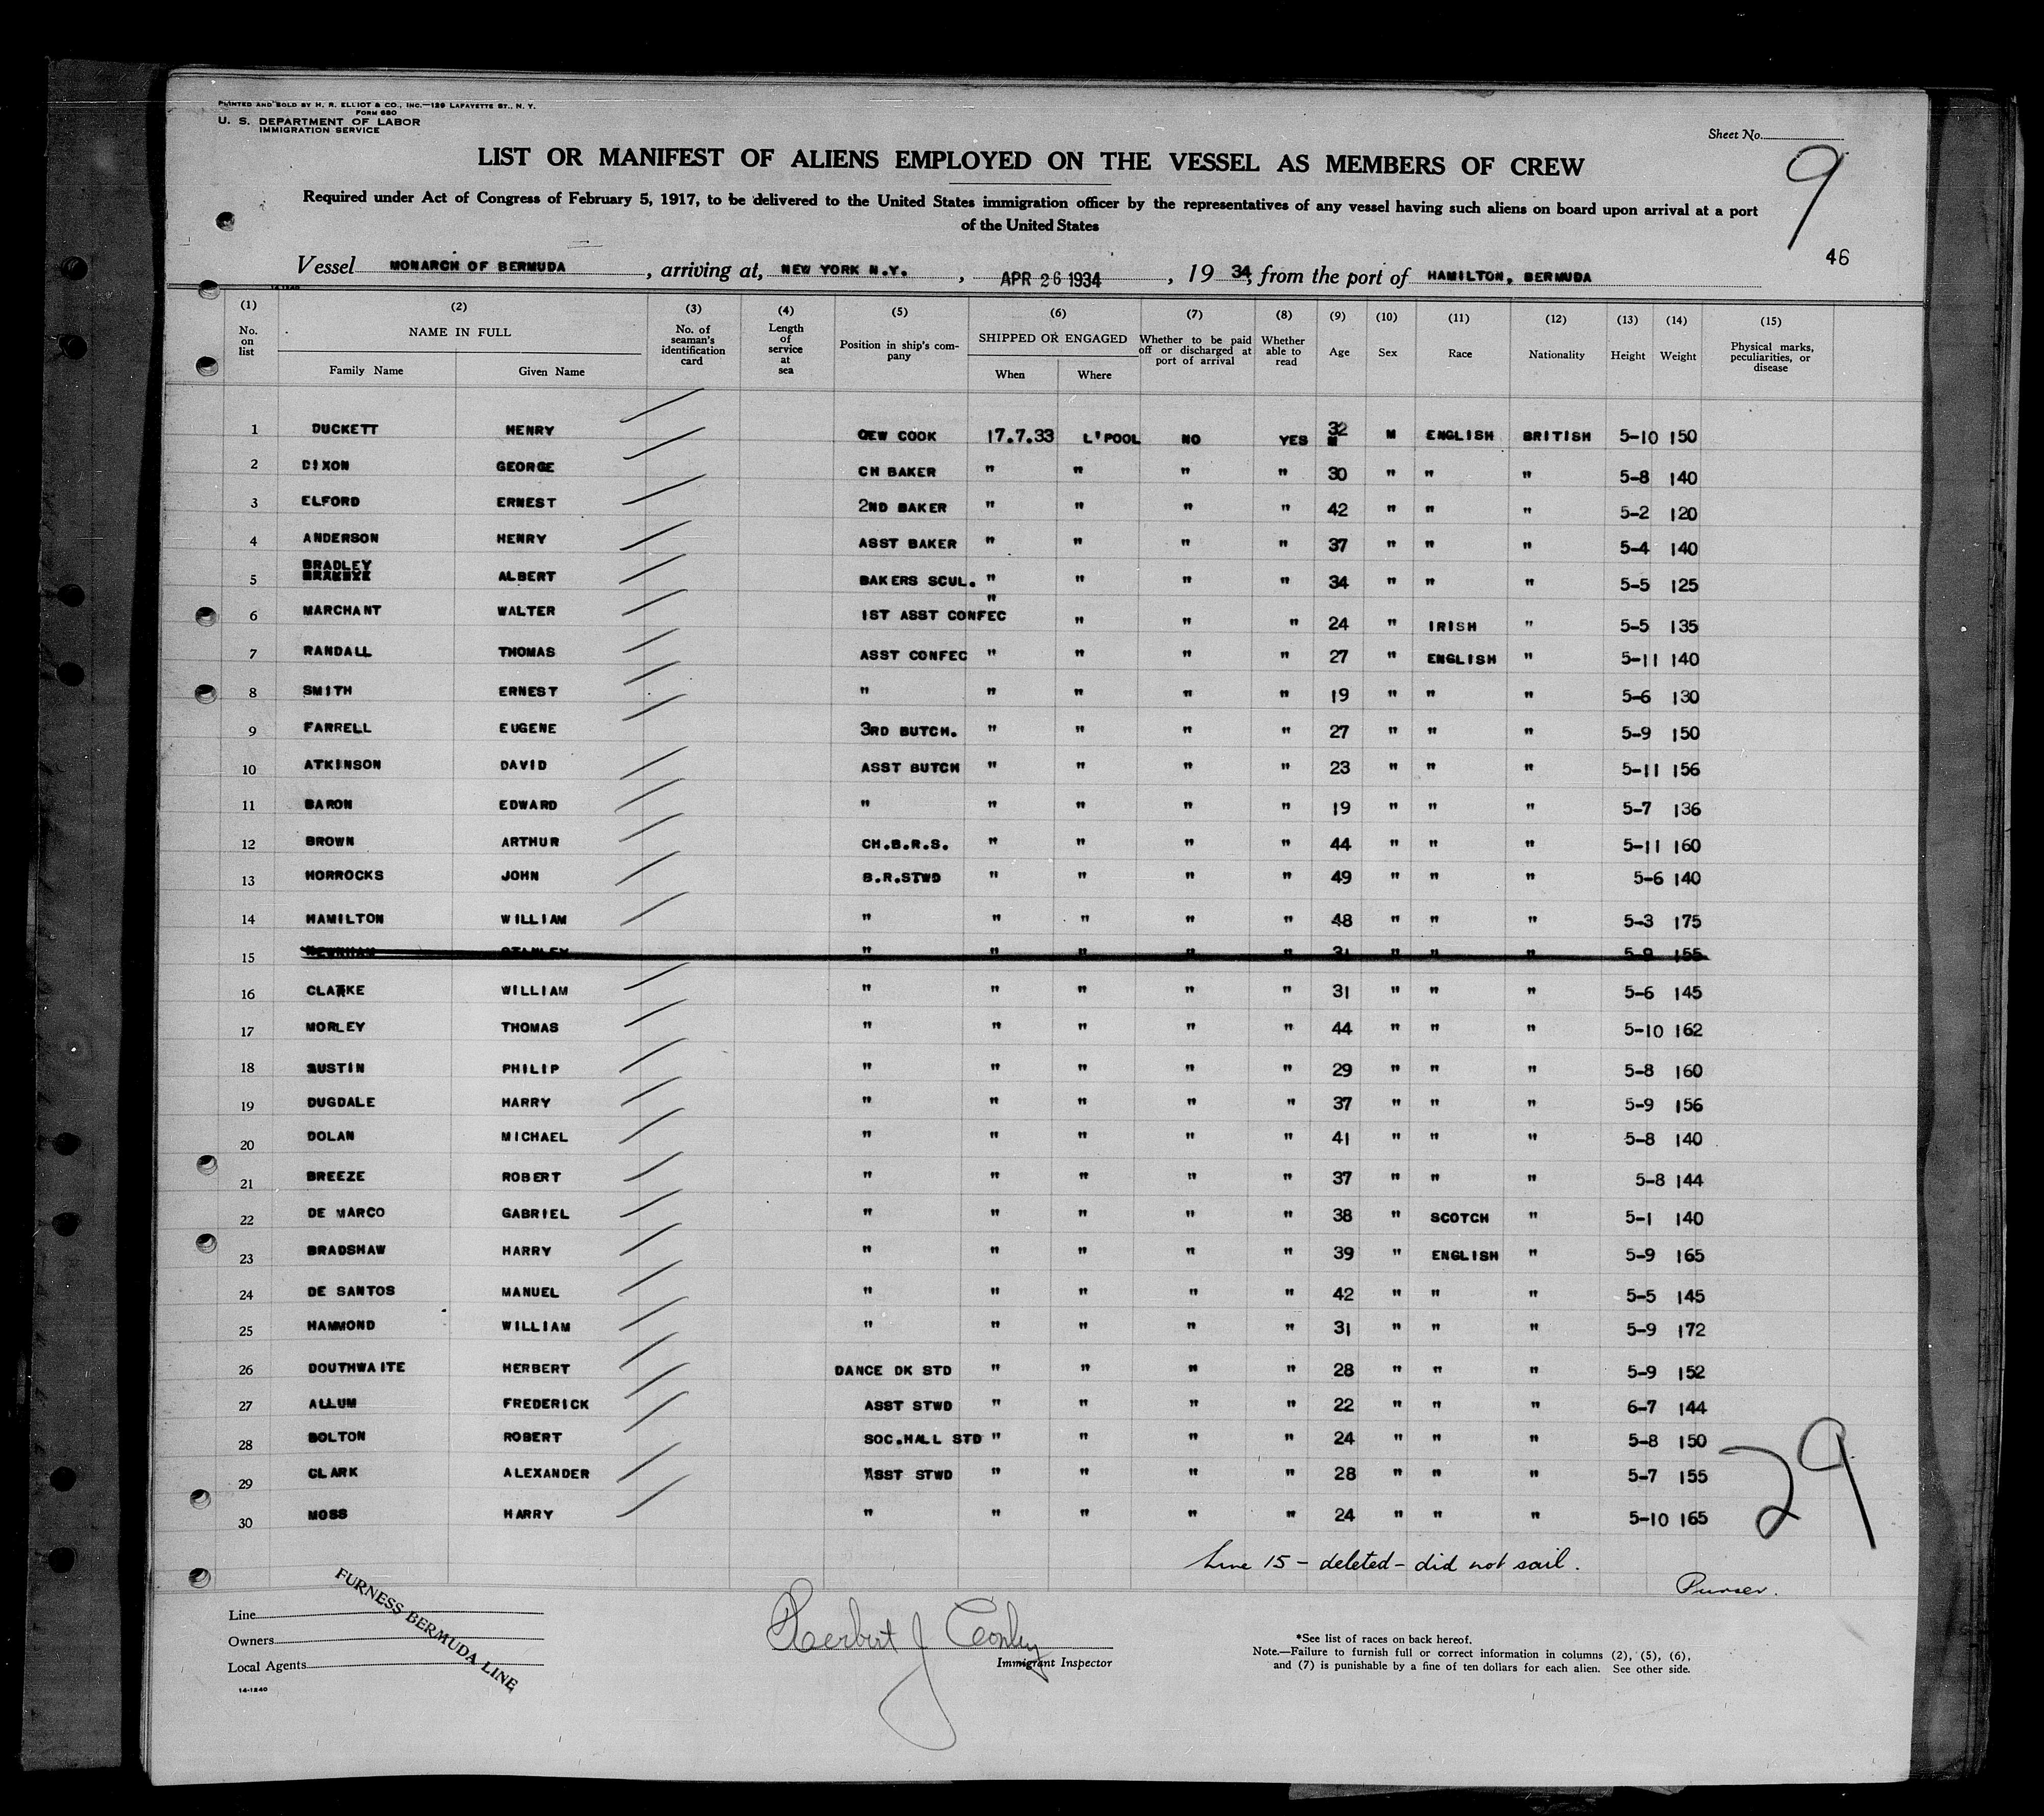 PRINTED AND SOLD BY H. R. ELLIOT & CO., INC.—129 LAFAYETTE ST., N. Y.
FORM 680
U. S. DEPARTMENT OF LABOR
IMMIGRATION SERVICE
Sheet No.
9
LIST OR MANIFEST OF ALIENS EMPLOYED ON THE VESSEL AS MEMBERS OF CREW
Required under Act of Congress of February 5, 1917, to be delivered to the United States immigration officer by the representatives of any vessel having such aliens on board upon arrival at a port
of the United States
46
Vessel MONARCH OF BERMUDA, arriving at, NEW YORK N.Y., APR 26 1934, 19 34, from the port of HAMILTON, BERMUDA
14-1240
(1) (2) (3) (4) (5) (6) (7) (8) (9) (10) (11) (12) (13) (14) (15)
No. on list NAME IN FULL Family Name Given Name No. of seaman's identification card Length of service at sea Position in ship's company SHIPPED OR ENGAGED When Where Whether to be paid off or discharged at port of arrival Whether able to read Age Sex Race Nationality Height Weight Physical marks, peculiarities, or disease
1 DUCKETT HENRY CEW COOK 17.7.33 L'POOL NO YES 32 M M ENGLISH BRITISH 5-10 150
2 DIXON GEORGE CH BAKER " " " " 30 " " " 5-8 140
3 ELFORD ERNEST 2ND BAKER " " " " 42 " " " 5-2 120
4 ANDERSON HENRY ASST BAKER " " " " 37 " " " 5-4 140
5 BRADLEY ALBERT BAKERS SCUL. " " " " 34 " " " 5-5 125
6 MARCHANT WALTER 1ST ASST CONFEC " " " " 24 " IRISH " 5-5 135
7 RANDALL THOMAS ASST CONFEC " " " " 27 " ENGLISH " 5-11 140
8 SMITH ERNEST " " " " " 19 " " " 5-6 130
9 FARRELL EUGENE 3RD BUTCH. " " " " 27 " " " 5-9 150
10 ATKINSON DAVID ASST BUTCH " " " " 23 " " " 5-11 156
11 BARON EDWARD " " " " " 19 " " " 5-7 136
12 BROWN ARTHUR CH.B.R.S. " " " " 44 " " " 5-11 160
13 HORROCKS JOHN B.R.STWD " " " " 49 " " " 5-6 140
14 HAMILTON WILLIAM " " " " " 48 " " " 5-3 175
15 STANLEY " " " " " 31 " " " 5-9 155
16 CLARKE WILLIAM " " " " " 31 " " " 5-6 145
17 MORLEY THOMAS " " " " " 44 " " " 5-10 162
18 AUSTIN PHILIP " " " " " 29 " " " 5-8 160
19 DUGDALE HARRY " " " " " 37 " " " 5-9 156
20 DOLAN MICHAEL " " " " " 41 " " " 5-8 140
21 BREEZE ROBERT " " " " " 37 " " " 5-8 144
22 DE MARCO GABRIEL " " " " " 38 " SCOTCH " 5-1 140
23 BRADSHAW HARRY " " " " " 39 " ENGLISH " 5-9 165
24 DE SANTOS MANUEL " " " " " 42 " " " 5-5 145
25 HAMMOND WILLIAM " " " " " 31 " " " 5-9 172
26 DOUTHWAITE HERBERT DANCE DK STD " " " " 28 " " " 5-9 152
27 ALLUM FREDERICK ASST STWD " " " " 22 " " " 6-7 144
28 BOLTON ROBERT SOC.HALL STD " " " " 24 " " " 5-8 150
29 CLARK ALEXANDER ASST STWD " " " " 28 " " " 5-7 155
30 MOSS HARRY " " " " " 24 " " " 5-10 165
29
Line 15 – deleted – did not sail.
Purser.
Line
Owners
Local Agents
FURNESS BERMUDA LINE
14-1240
Herbert J Conley
Immigrant Inspector
*See list of races on back hereof.
Note.—Failure to furnish full or correct information in columns (2), (5), (6),
and (7) is punishable by a fine of ten dollars for each alien. See other side.